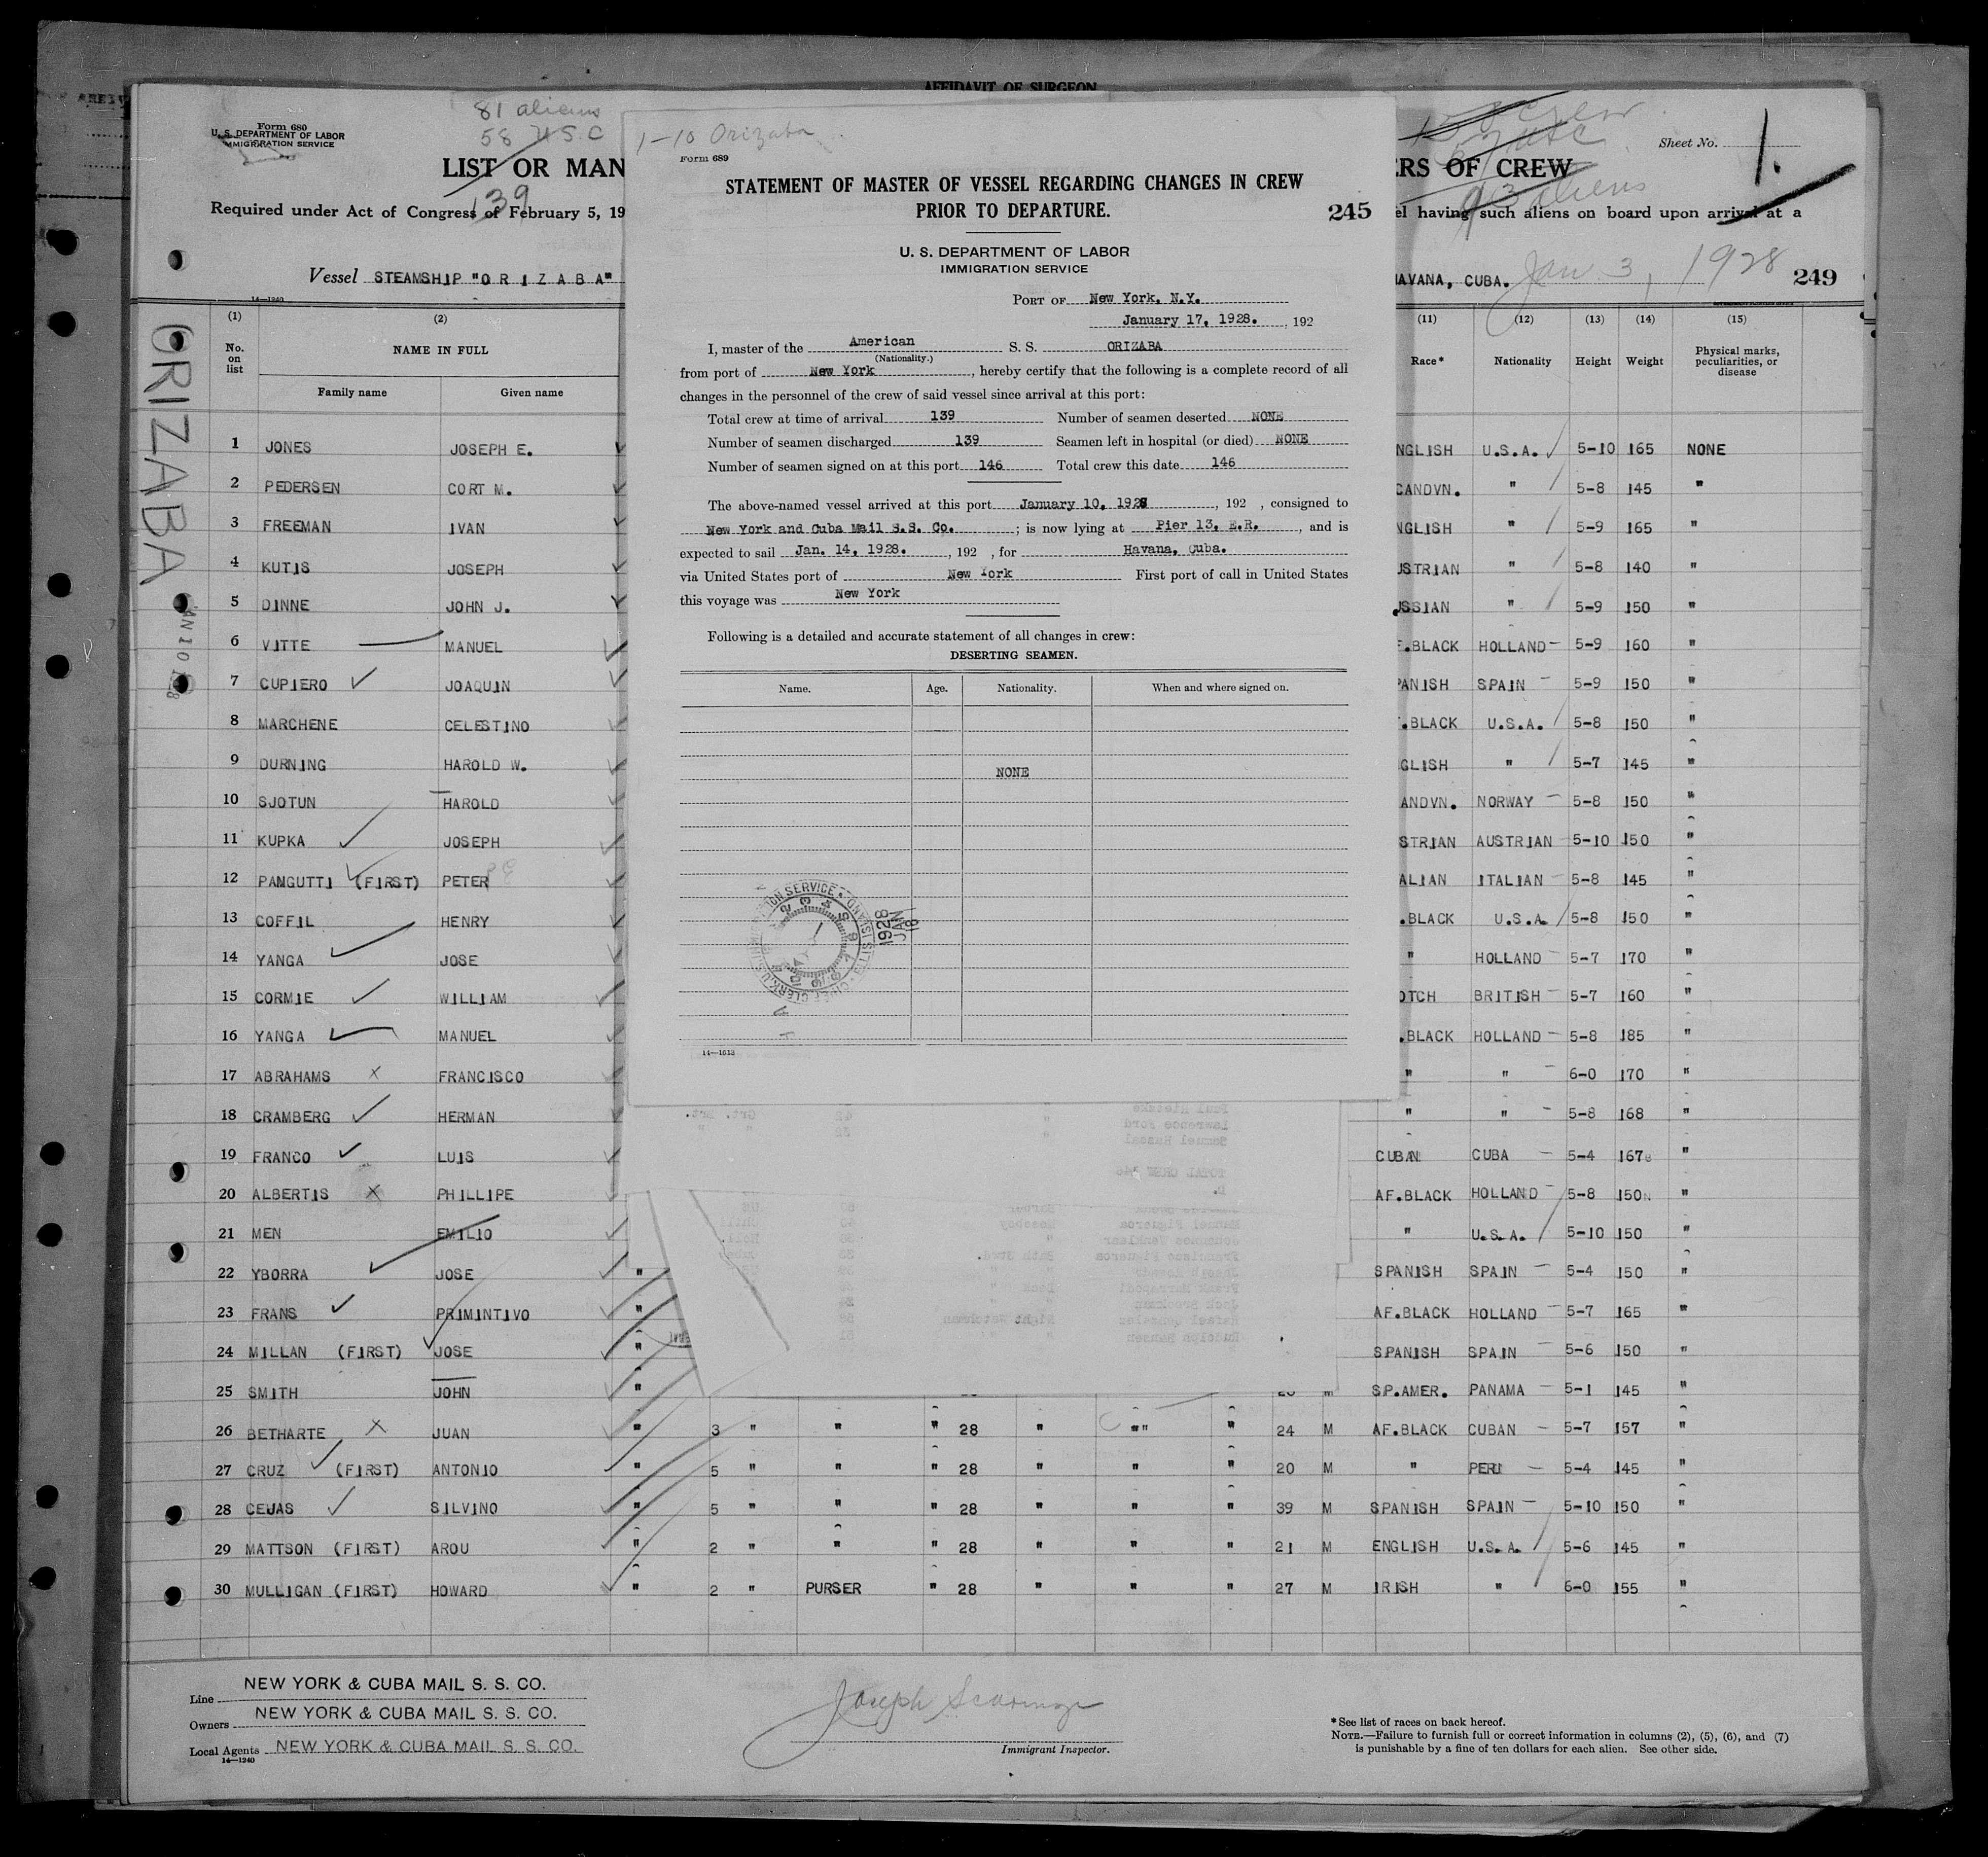 AFFIDAVIT OF SURGEON
Form 680
U. S. DEPARTMENT OF LABOR
IMMIGRATION SERVICE
81 aliens
58 U S C
139
LIST OR MAN
Required under Act of Congress of February 5, 19
Vessel STEAMSHIP "O R I Z A B A"
14—1240
ERS OF CREW
93 aliens
Sheet No. 1.
el having such aliens on board upon arrival at a
HAVANA, CUBA. Jan 3, 1928
249
ORIZABA
1-10 Orizaba
Form 689
STATEMENT OF MASTER OF VESSEL REGARDING CHANGES IN CREW
PRIOR TO DEPARTURE.
245
U. S. DEPARTMENT OF LABOR
IMMIGRATION SERVICE
PORT OF New York, N.Y.
January 17, 1928. , 192
I, master of the American S. S. ORIZABA
(Nationality.)
from port of New York , hereby certify that the following is a complete record of all
changes in the personnel of the crew of said vessel since arrival at this port:
Total crew at time of arrival 139 Number of seamen deserted NONE
Number of seamen discharged 139 Seamen left in hospital (or died) NONE
Number of seamen signed on at this port 146 Total crew this date 146
The above-named vessel arrived at this port January 10, 1928 , 192 , consigned to
New York and Cuba Mail S.S. Co. ; is now lying at Pier 13, E.R. , and is
expected to sail Jan. 14, 1928. , 192 , for Havana, Cuba.
via United States port of New York First port of call in United States
this voyage was New York
Following is a detailed and accurate statement of all changes in crew:
DESERTING SEAMEN.
Name. Age. Nationality. When and where signed on.
NONE
1928
JAN
18
14—1613
(1) (2) (11) (12) (13) (14) (15)
No. on list NAME IN FULL Race* Nationality Height Weight Physical marks, peculiarities, or disease
Family name Given name
1 JONES JOSEPH E. NGLISH U.S.A. 5-10 165 NONE
2 PEDERSEN CORT M. CANDVN. " 5-8 145 "
3 FREEMAN IVAN NGLISH " 5-9 165 "
4 KUTIS JOSEPH USTRIAN " 5-8 140 "
5 DINNE JOHN J. USSIAN " 5-9 150 "
6 VITTE MANUEL F.BLACK HOLLAND 5-9 160 "
7 CUPIERO JOAQUIN PANISH SPAIN 5-9 150 "
8 MARCHENE CELESTINO F.BLACK U.S.A. 5-8 150 "
9 DURNING HAROLD W. GLISH " 5-7 145 "
10 SJOTUN HAROLD ANDVN. NORWAY 5-8 150 "
11 KUPKA JOSEPH STRIAN AUSTRIAN 5-10 150 "
12 PANGUTTI (FIRST) PETER ALIAN ITALIAN 5-8 145 "
13 COFFIL HENRY .BLACK U.S.A. 5-8 150 "
14 YANGA JOSE " HOLLAND 5-7 170 "
15 CORMIE WILLIAM OTCH BRITISH 5-7 160 "
16 YANGA MANUEL .BLACK HOLLAND 5-8 185 "
17 ABRAHAMS FRANCISCO " " 6-0 170 "
18 CRAMBERG HERMAN " " 5-8 168 "
19 FRANCO LUIS CUBAN CUBA 5-4 167 "
20 ALBERTIS PHILLIPE AF.BLACK HOLLAND 5-8 150 "
21 MEN EMILIO " U.S.A. 5-10 150 "
22 YBORRA JOSE " SPANISH SPAIN 5-4 150 "
23 FRANS PRIMINTIVO " AF.BLACK HOLLAND 5-7 165 "
24 MILLAN (FIRST) JOSE " SPANISH SPAIN 5-6 150 "
25 SMITH JOHN " SP.AMER. PANAMA 5-1 145 "
26 BETHARTE JUAN " 3 " " " 28 " "" " 24 M AF.BLACK CUBAN 5-7 157 "
27 CRUZ (FIRST) ANTONIO " 5 " " " 28 " " " 20 M " PERU 5-4 145 "
28 CEJAS SILVINO " 5 " " " 28 " " " 39 M SPANISH SPAIN 5-10 150 "
29 MATTSON (FIRST) AROU " 2 " " " 28 " " " 21 M ENGLISH U.S.A. 5-6 145 "
30 MULLIGAN (FIRST) HOWARD " 2 " PURSER " 28 " " " 27 M IRISH " 6-0 155 "
Line NEW YORK & CUBA MAIL S. S. CO.
Owners NEW YORK & CUBA MAIL S. S. CO.
Local Agents NEW YORK & CUBA MAIL S. S. CO.
14—1240
Joseph
Immigrant Inspector.
*See list of races on back hereof.
NOTE.—Failure to furnish full or correct information in columns (2), (5), (6), and (7)
is punishable by a fine of ten dollars for each alien. See other side.